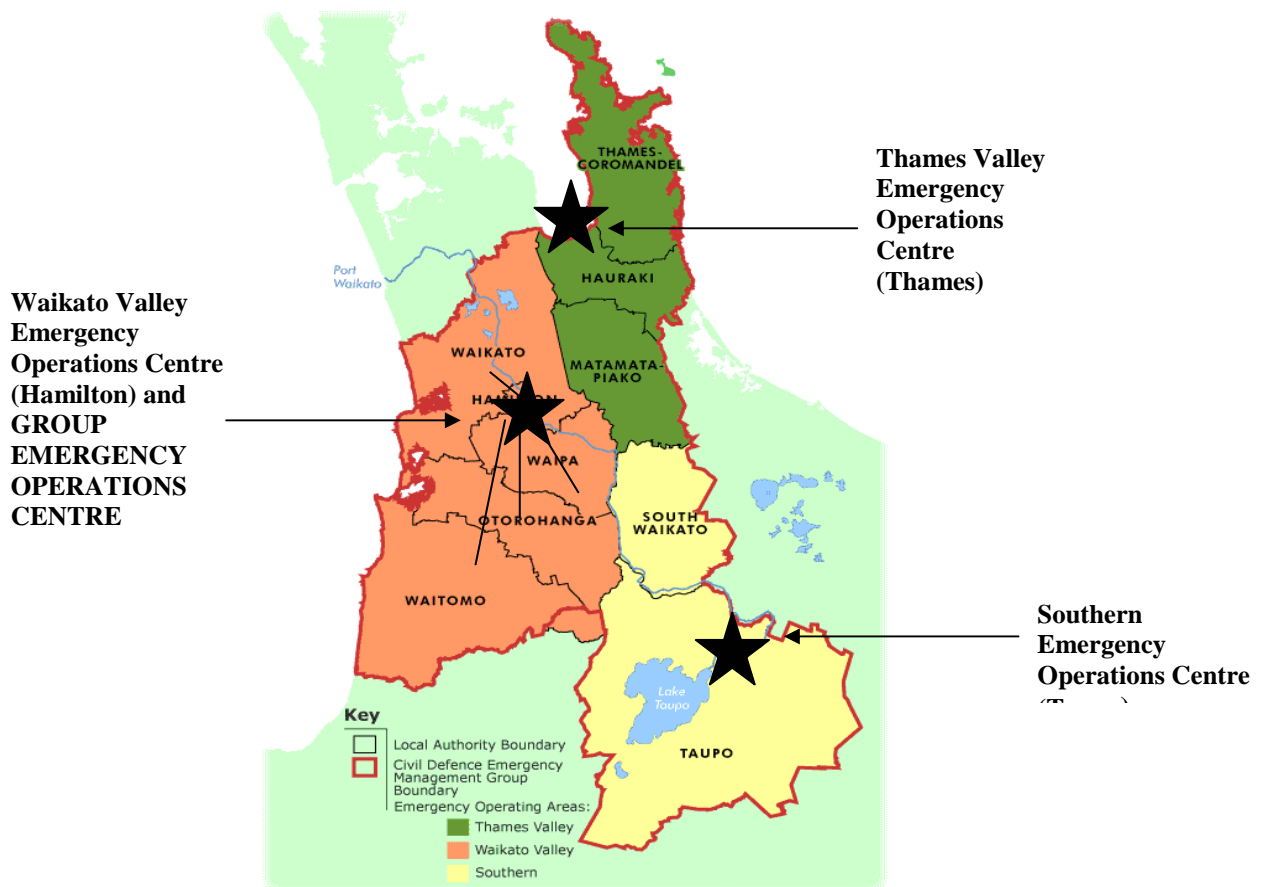 Thames Valley
Emergency
Operations
Centre
(Thames)
THAMES-
COROMANDEL
HAURAKI
Port
Waikato
Waikato Valley
Emergency
Operations Centre
(Hamilton) and
GROUP
EMERGENCY
OPERATIONS
CENTRE
WAIKATO
MATAMATA-
PIAKO
WAIPA
OTOROHANGA
SOUTH
WAIKATO
WAITOMO
Southern
Emergency
Operations Centre
Lake
Taupo
TAUPO
Key
Local Authority Boundary
Civil Defence Emergency
Management Group
Boundary
Emergency Operating Areas:
Thames Valley
Waikato Valley
Southern